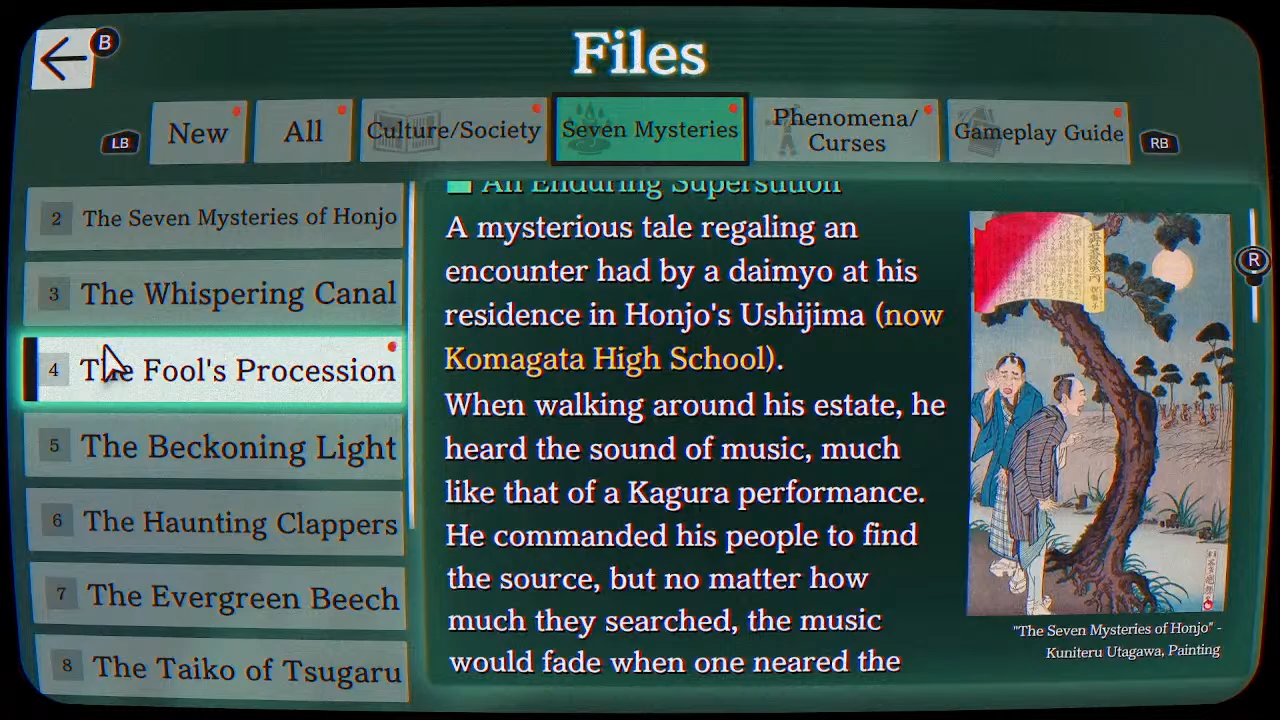 B
Files
LB
New
All
Culture/Society
Seven Mysteries
Phenomena/
Curses
Gameplay Guide
RB
2 The Seven Mysteries of Honjo
3 The Whispering Canal
4 The Fool's Procession
5 The Beckoning Light
6 The Haunting Clappers
7 The Evergreen Beech
8 The Taiko of Tsugaru
An Enduring Superstition
A mysterious tale regaling an
encounter had by a daimyo at his
residence in Honjo's Ushijima (now
Komagata High School).
When walking around his estate, he
heard the sound of music, much
like that of a Kagura performance.
He commanded his people to find
the source, but no matter how
much they searched, the music
would fade when one neared the
R
"The Seven Mysteries of Honjo" -
Kuniteru Utagawa, Painting